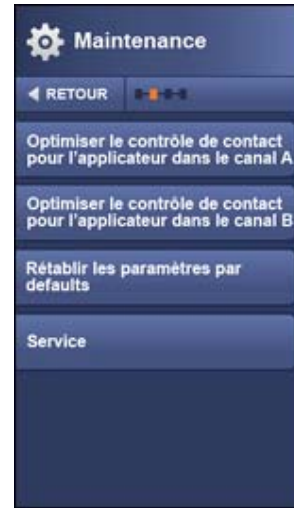 Maintenance
RETOUR
Optimiser le contrôle de contact
pour l'applicateur dans le canal A
Optimiser le contrôle de contact
pour l'applicateur dans le canal B
Rétablir les paramètres par
defaults
Service